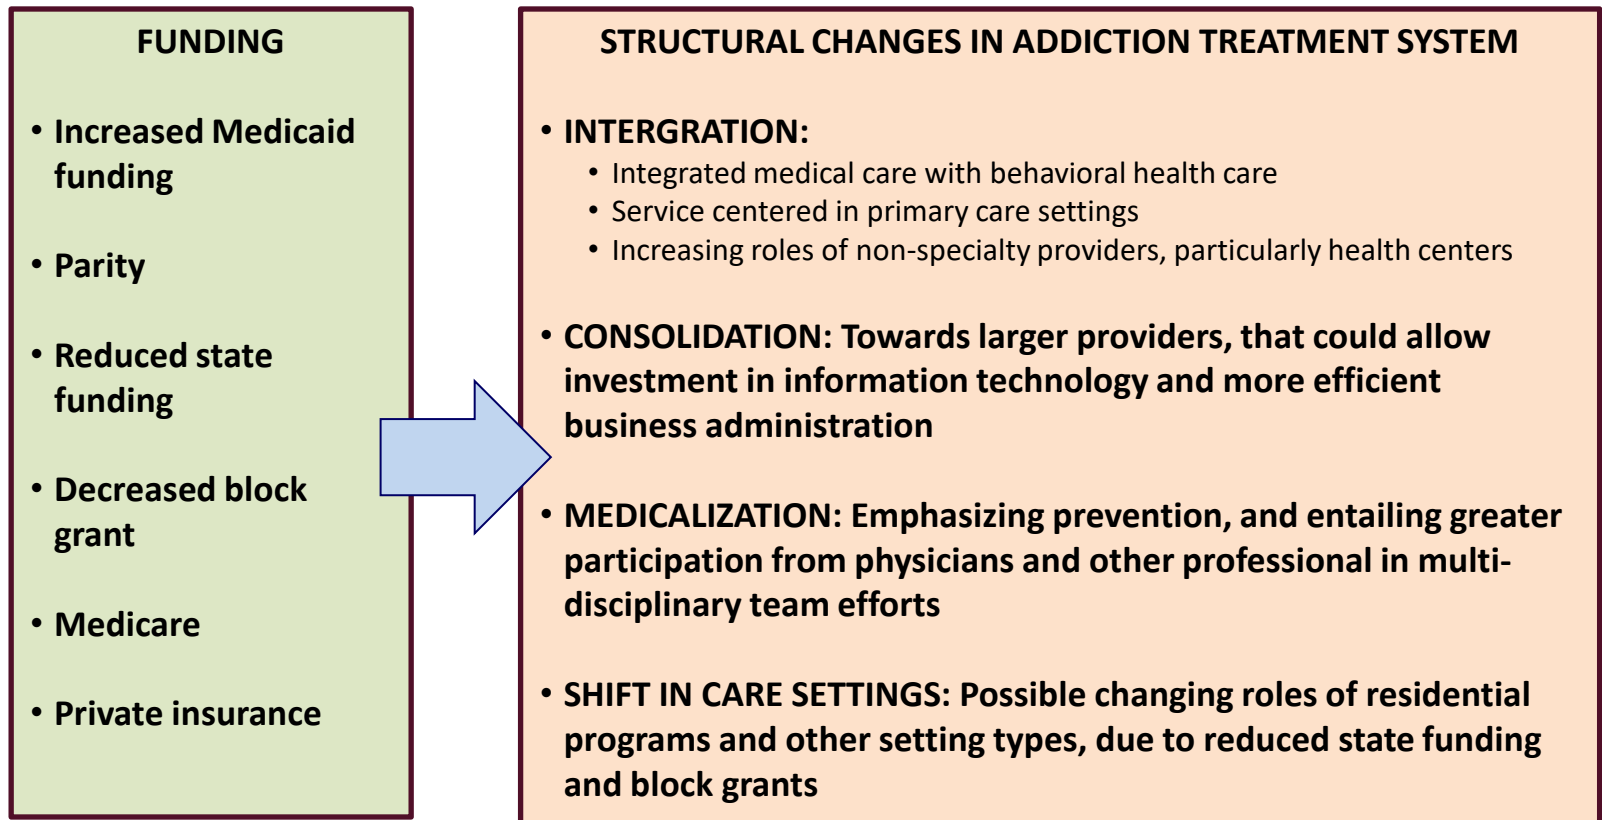 FUNDING
• Increased Medicaid
funding
• Parity
• Reduced state
funding
• Decreased block
grant
• Medicare
• Private insurance
STRUCTURAL CHANGES IN ADDICTION TREATMENT SYSTEM
• INTERGRATION:
• Integrated medical care with behavioral health care
• Service centered in primary care settings
• Increasing roles of non-specialty providers, particularly health centers
• CONSOLIDATION: Towards larger providers, that could allow
investment in information technology and more efficient
business administration
• MEDICALIZATION: Emphasizing prevention, and entailing greater
participation from physicians and other professional in multi-
disciplinary team efforts
• SHIFT IN CARE SETTINGS: Possible changing roles of residential
programs and other setting types, due to reduced state funding
and block grants